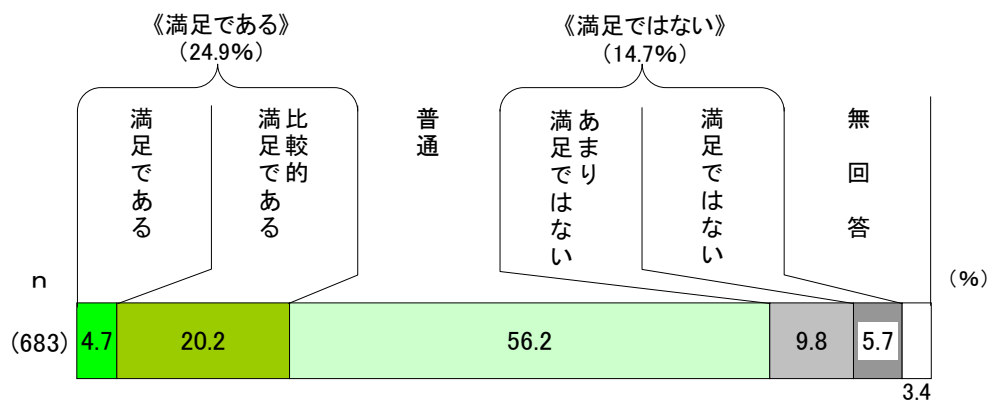 《満足である》
（24.9%）
《満足ではない》
（14.7%）
満足である
比較的
満足である
普通
あまり
満足ではない
満足ではない
無回答
n
（%）
（683）
4.7
20.2
56.2
9.8
5.7
3.4